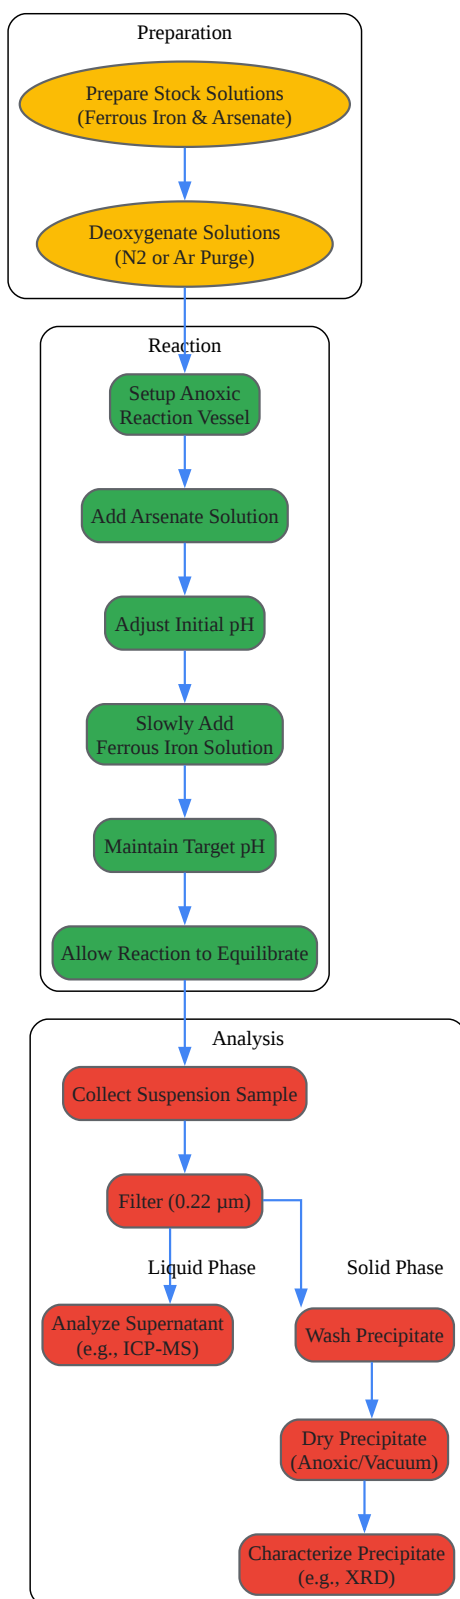 Preparation
Prepare Stock Solutions
(Ferrous Iron & Arsenate)
Deoxygenate Solutions
(N2 or Ar Purge)
Reaction
Setup Anoxic
Reaction Vessel
Add Arsenate Solution
Adjust Initial pH
Slowly Add
Ferrous Iron Solution
Maintain Target pH
Allow Reaction to Equilibrate
Analysis
Collect Suspension Sample
Filter (0.22 µm)
Liquid Phase
Solid Phase
Analyze Supernatant
(e.g., ICP-MS)
Wash Precipitate
Dry Precipitate
(Anoxic/Vacuum)
Characterize Precipitate
(e.g., XRD)